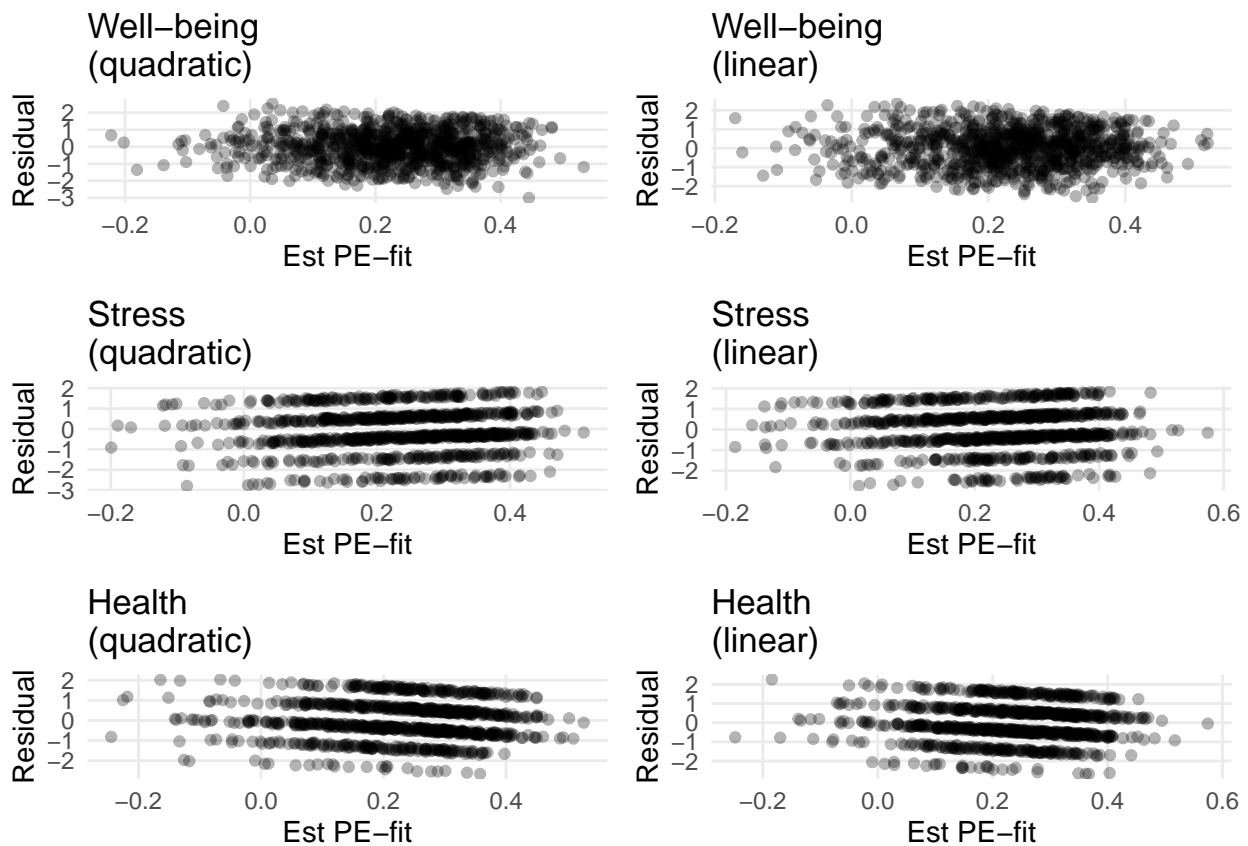 Well−being
(quadratic)
Residual
2
1
0
−1
−2
−3
−0.2 0.0 0.2 0.4
Est PE−fit
Well−being
(linear)
Residual
2
1
0
−1
−2
−0.2 0.0 0.2 0.4
Est PE−fit
Stress
(quadratic)
Residual
2
1
0
−1
−2
−3
−0.2 0.0 0.2 0.4
Est PE−fit
Stress
(linear)
Residual
2
1
0
−1
−2
−0.2 0.0 0.2 0.4 0.6
Est PE−fit
Health
(quadratic)
Residual
2
1
0
−1
−2
−0.2 0.0 0.2 0.4
Est PE−fit
Health
(linear)
Residual
2
1
0
−1
−2
−0.2 0.0 0.2 0.4 0.6
Est PE−fit